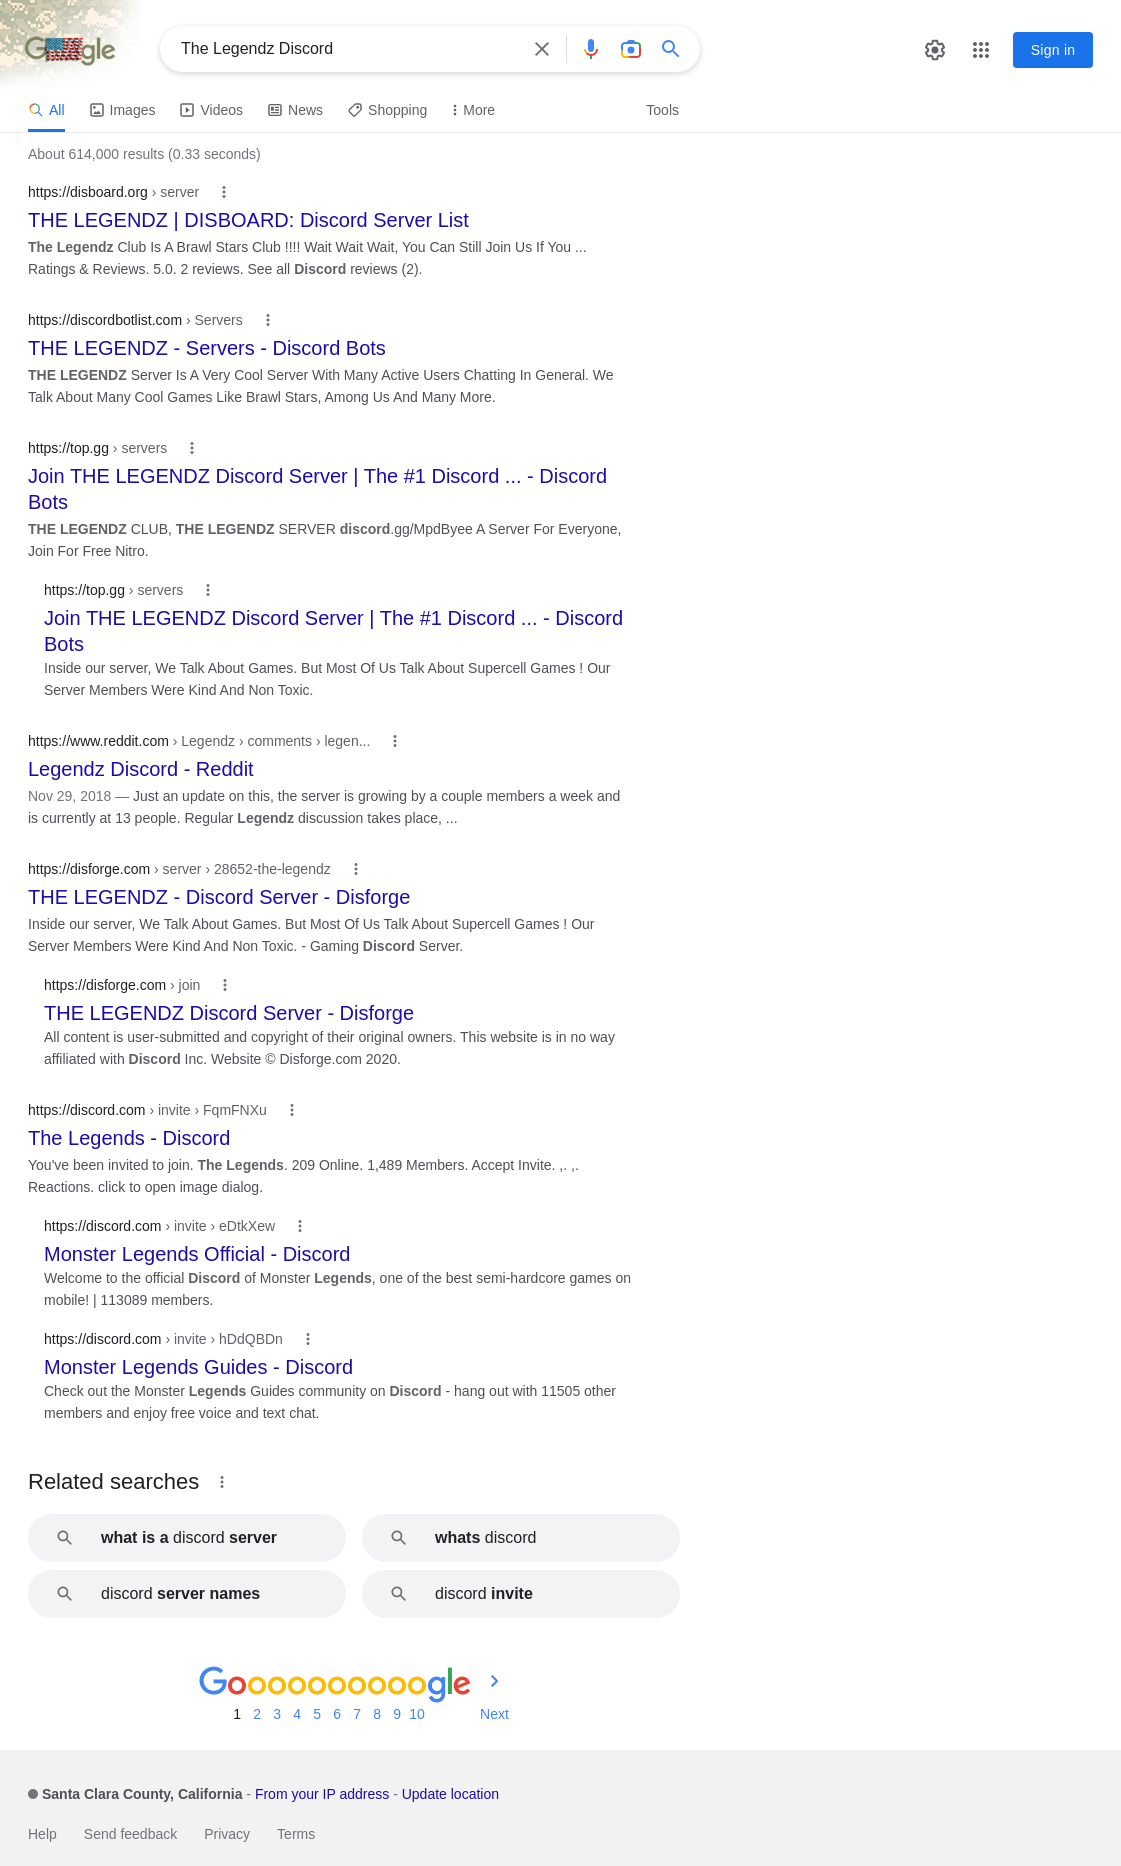 Google
The Legendz Discord
Sign in
All Images Videos News Shopping More Tools
About 614,000 results (0.33 seconds)
https://disboard.org › server
THE LEGENDZ | DISBOARD: Discord Server List
The Legendz Club Is A Brawl Stars Club !!!! Wait Wait Wait, You Can Still Join Us If You ...
Ratings & Reviews. 5.0. 2 reviews. See all Discord reviews (2).
https://discordbotlist.com › Servers
THE LEGENDZ - Servers - Discord Bots
THE LEGENDZ Server Is A Very Cool Server With Many Active Users Chatting In General. We
Talk About Many Cool Games Like Brawl Stars, Among Us And Many More.
https://top.gg › servers
Join THE LEGENDZ Discord Server | The #1 Discord ... - Discord
Bots
THE LEGENDZ CLUB, THE LEGENDZ SERVER discord.gg/MpdByee A Server For Everyone,
Join For Free Nitro.
https://top.gg › servers
Join THE LEGENDZ Discord Server | The #1 Discord ... - Discord
Bots
Inside our server, We Talk About Games. But Most Of Us Talk About Supercell Games ! Our
Server Members Were Kind And Non Toxic.
https://www.reddit.com › Legendz › comments › legen...
Legendz Discord - Reddit
Nov 29, 2018 — Just an update on this, the server is growing by a couple members a week and
is currently at 13 people. Regular Legendz discussion takes place, ...
https://disforge.com › server › 28652-the-legendz
THE LEGENDZ - Discord Server - Disforge
Inside our server, We Talk About Games. But Most Of Us Talk About Supercell Games ! Our
Server Members Were Kind And Non Toxic. - Gaming Discord Server.
https://disforge.com › join
THE LEGENDZ Discord Server - Disforge
All content is user-submitted and copyright of their original owners. This website is in no way
affiliated with Discord Inc. Website © Disforge.com 2020.
https://discord.com › invite › FqmFNXu
The Legends - Discord
You've been invited to join. The Legends. 209 Online. 1,489 Members. Accept Invite. ,. ,.
Reactions. click to open image dialog.
https://discord.com › invite › eDtkXew
Monster Legends Official - Discord
Welcome to the official Discord of Monster Legends, one of the best semi-hardcore games on
mobile! | 113089 members.
https://discord.com › invite › hDdQBDn
Monster Legends Guides - Discord
Check out the Monster Legends Guides community on Discord - hang out with 11505 other
members and enjoy free voice and text chat.
Related searches
what is a discord server
whats discord
discord server names
discord invite
Goooooooooogle
1 2 3 4 5 6 7 8 9 10 Next
Santa Clara County, California - From your IP address - Update location
Help Send feedback Privacy Terms